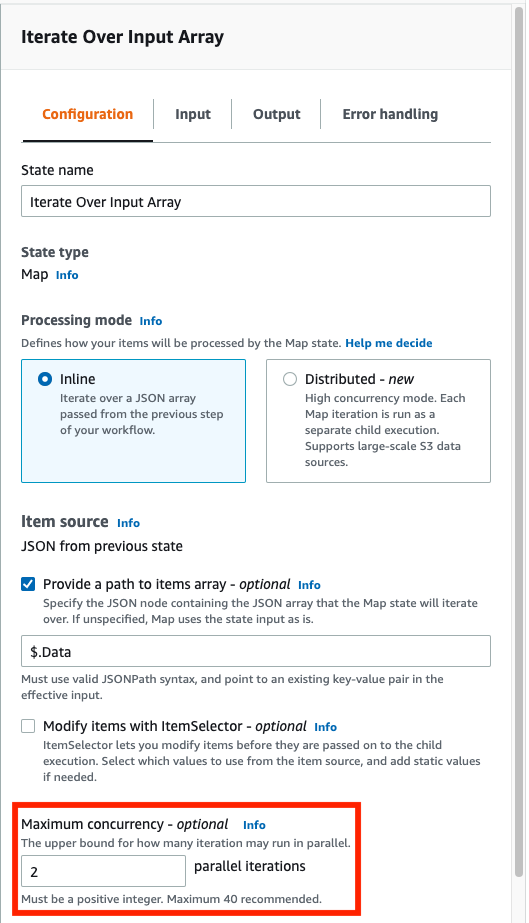 Iterate Over Input Array
Configuration
Input
Output
Error handling
State name
Iterate Over Input Array
State type
Map Info
Processing mode Info
Defines how your items will be processed by the Map state. Help me decide
Inline
Iterate over a JSON array
passed from the previous step
of your workflow.
Distributed - new
High concurrency mode. Each
Map iteration is run as a
separate child execution.
Supports large-scale S3 data
sources.
Item source Info
JSON from previous state
Provide a path to items array - optional Info
Specify the JSON node containing the JSON array that the Map state will iterate
over. If unspecified, Map uses the state input as is.
$.Data
Must use valid JSONPath syntax, and point to an existing key-value pair in the
effective input.
Modify items with ItemSelector - optional Info
ItemSelector lets you modify items before they are passed on to the child
execution. Select which values to use from the item source, and add static values
if needed.
Maximum concurrency - optional Info
The upper bound for how many iteration may run in parallel.
2 parallel iterations
Must be a positive integer. Maximum 40 recommended.